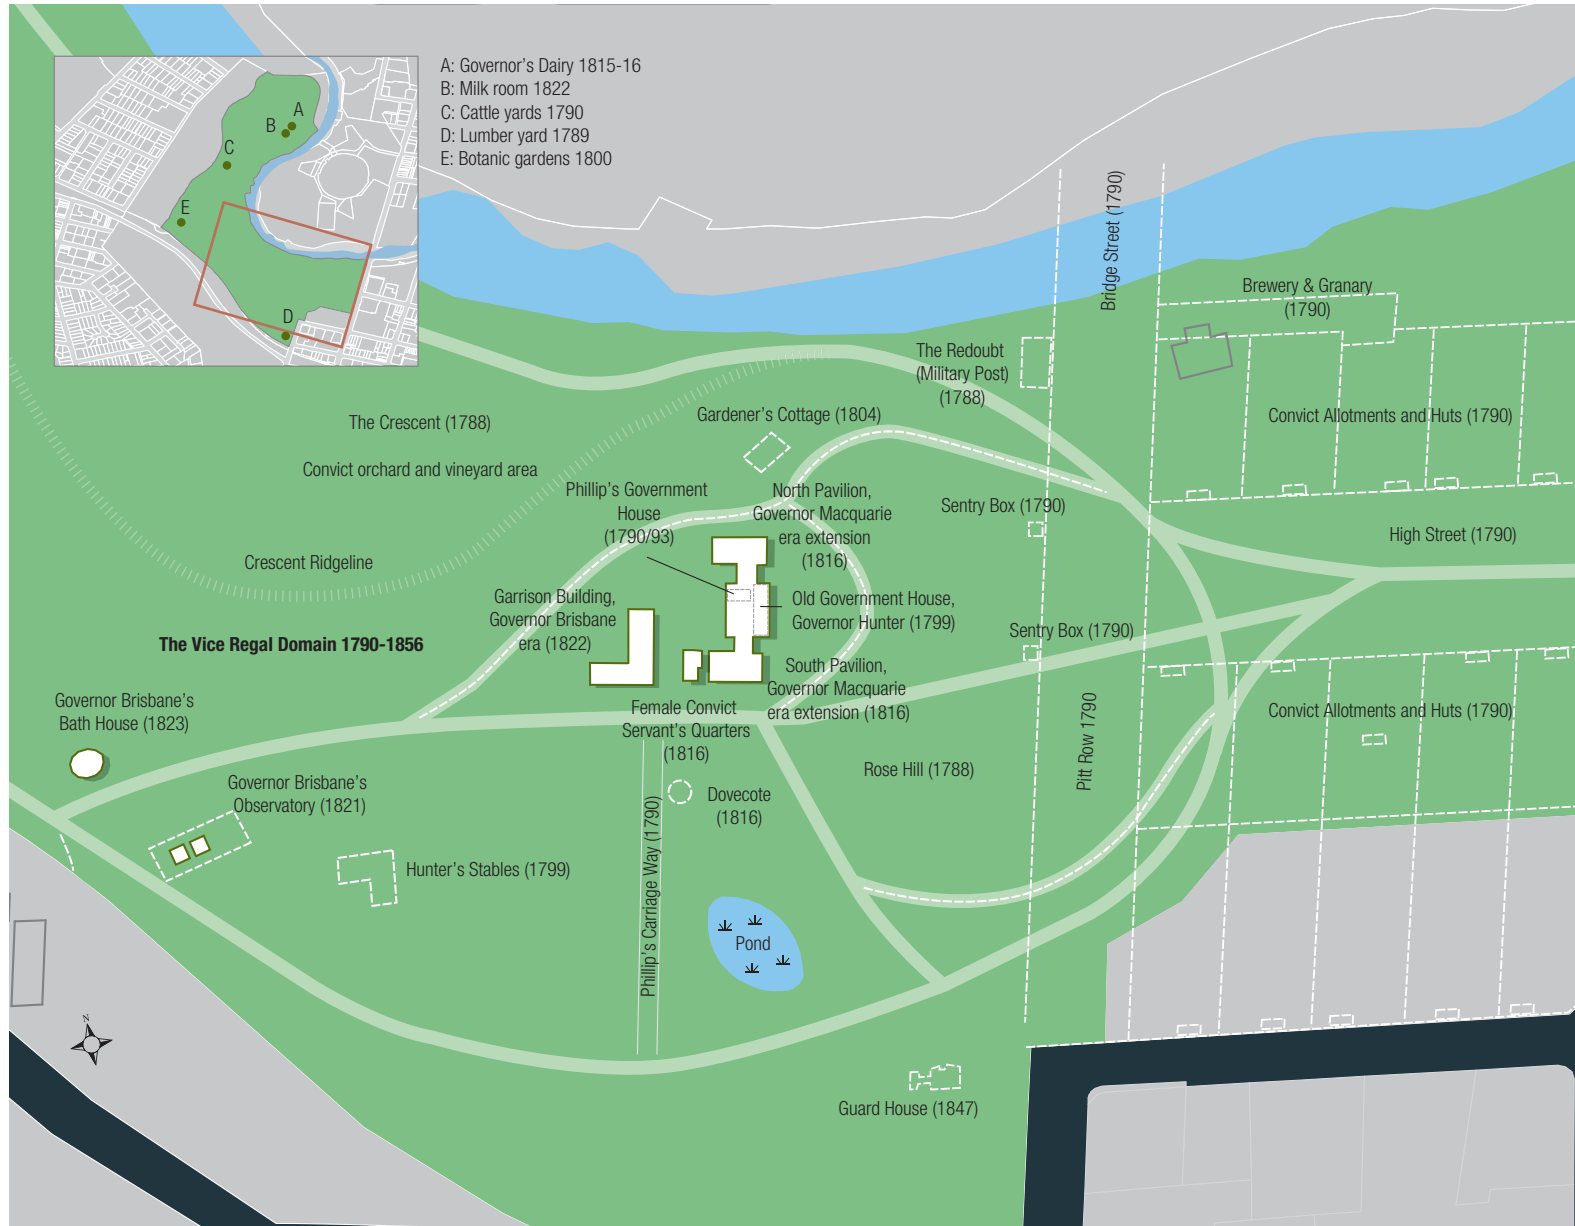 A: Governor's Dairy 1815-16
B: Milk room 1822
C: Cattle yards 1790
D: Lumber yard 1789
E: Botanic gardens 1800
A
B
C
E
D
Bridge Street (1790)
Brewery & Granary
(1790)
The Redoubt
(Military Post)
(1788)
The Crescent (1788)
Gardener's Cottage (1804)
Convict Allotments and Huts (1790)
Convict orchard and vineyard area
Phillip's Government
House
(1790/93)
North Pavilion,
Governor Macquarie
era extension
(1816)
Sentry Box (1790)
High Street (1790)
Crescent Ridgeline
Garrison Building,
Governor Brisbane
era (1822)
Old Government House,
Governor Hunter (1799)
Sentry Box (1790)
The Vice Regal Domain 1790-1856
South Pavilion,
Governor Macquarie
era extension (1816)
Governor Brisbane's
Bath House (1823)
Female Convict
Servant's Quarters
(1816)
Pitt Row 1790
Convict Allotments and Huts (1790)
Rose Hill (1788)
Governor Brisbane's
Observatory (1821)
Dovecote
(1816)
Phillip's Carriage Way (1790)
Hunter's Stables (1799)
Pond
N
Guard House (1847)